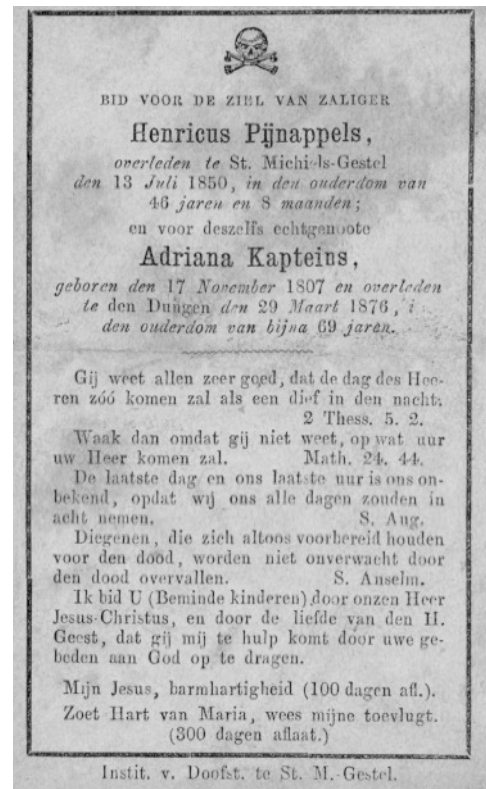 BID VOOR DE ZIEL VAN ZALIGER
Henricus Pijnappels,
overleden te St. Michiels-Gestel
den 13 Juli 1850, in den ouderdom van
46 jaren en 8 maanden;
en voor deszelfs echtgenoote
Adriana Kapteins,
geboren den 17 November 1807 en overleden
te den Dungen den 29 Maart 1876, i
den ouderdom van bijna 69 jaren.
Gij weet allen zeer goed, dat de dag des Hee-
ren zóó komen zal als een dief in den nacht.
2 Thess. 5. 2.
Waak dan omdat gij niet weet, op wat uur
uw Heer komen zal. Math. 24. 44.
De laatste dag en ons laatste uur is ons on-
bekend, opdat wij ons alle dagen zouden in
acht nemen. S. Aug.
Diegenen, die zich altoos voorbereid houden
voor den dood, worden niet onverwacht door
den dood overvallen. S. Anselm.
Ik bid U (Beminde kinderen) door onzen Heer
Jesus-Christus, en door de liefde van den H.
Geest, dat gij mij te hulp komt door uwe ge-
beden aan God op te dragen.
Mijn Jesus, barmhartigheid (100 dagen afl.).
Zoet Hart van Maria, wees mijne toevlugt.
(300 dagen aflaat.)
Instit. v. Doofst. te St. M.-Gestel.